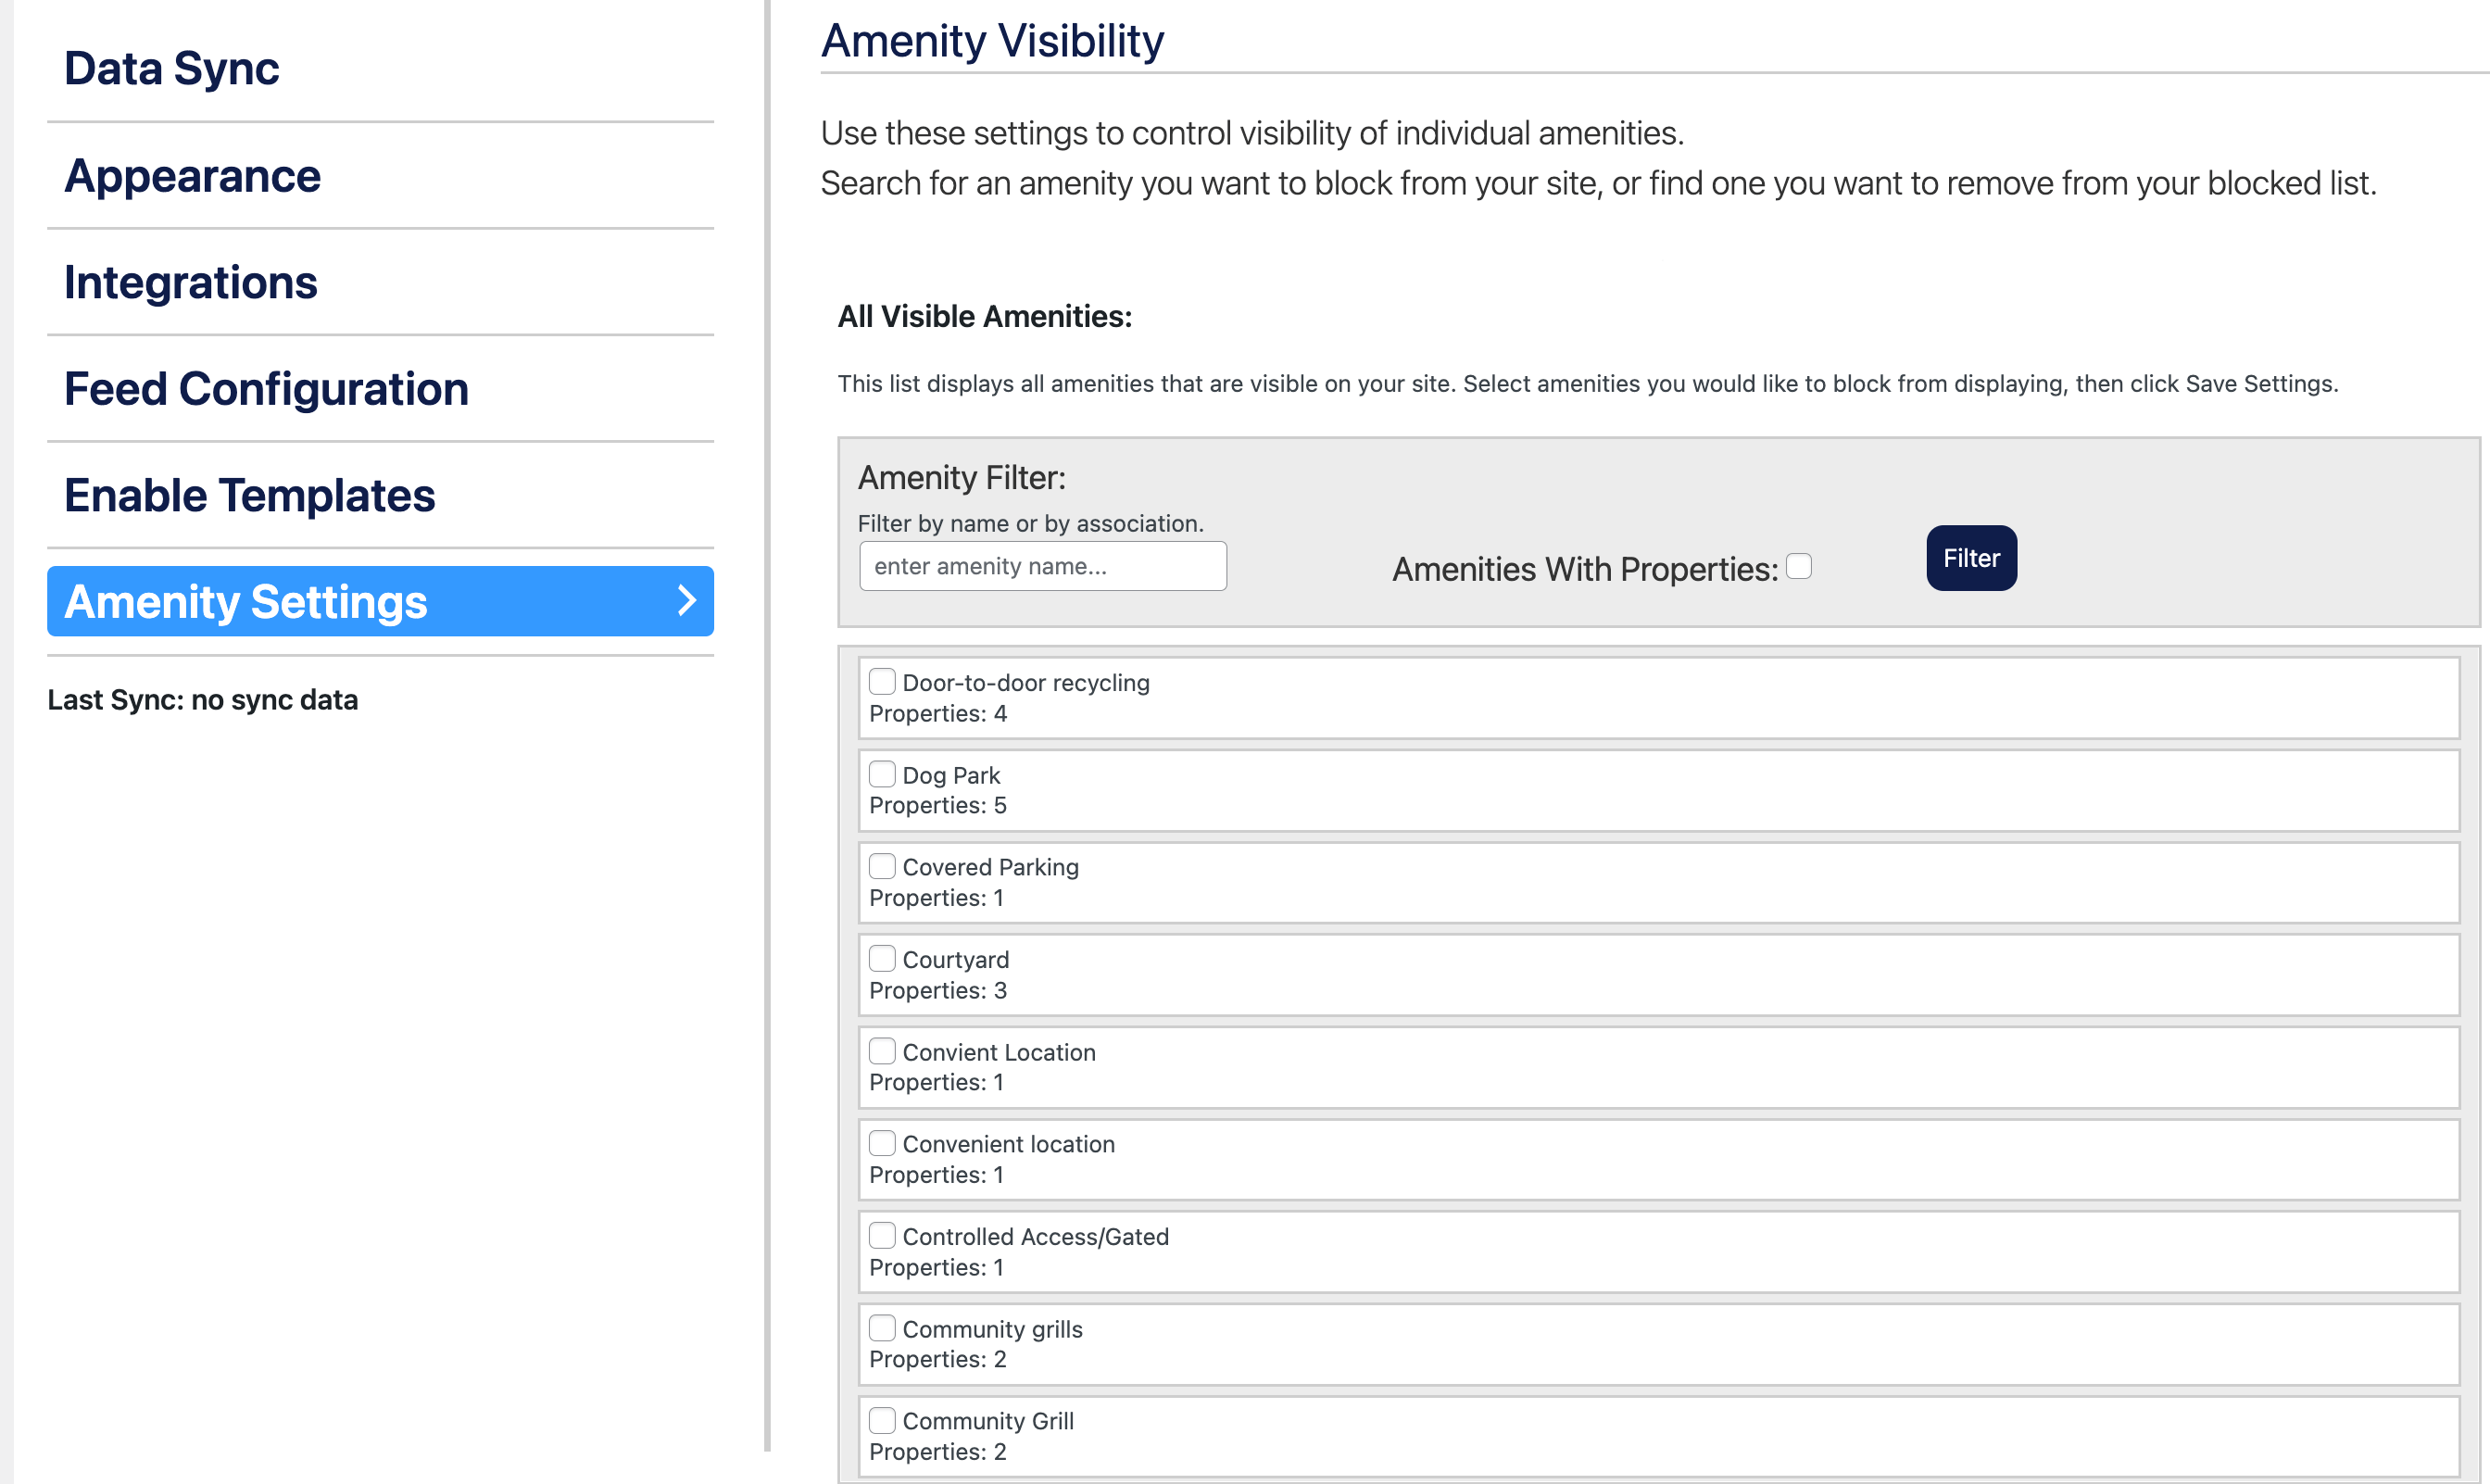 Data Sync
Appearance
Integrations
Feed Configuration
Enable Templates
Amenity Settings
Last Sync: no sync data
Amenity Visibility
Use these settings to control visibility of individual amenities.
Search for an amenity you want to block from your site, or find one you want to remove from your blocked list.
All Visible Amenities:
This list displays all amenities that are visible on your site. Select amenities you would like to block from displaying, then click Save Settings.
Amenity Filter:
Filter by name or by association.
enter amenity name...
Amenities With Properties:
Filter
Door-to-door recycling
Properties: 4
Dog Park
Properties: 5
Covered Parking
Properties: 1
Courtyard
Properties: 3
Convient Location
Properties: 1
Convenient location
Properties: 1
Controlled Access/Gated
Properties: 1
Community grills
Properties: 2
Community Grill
Properties: 2